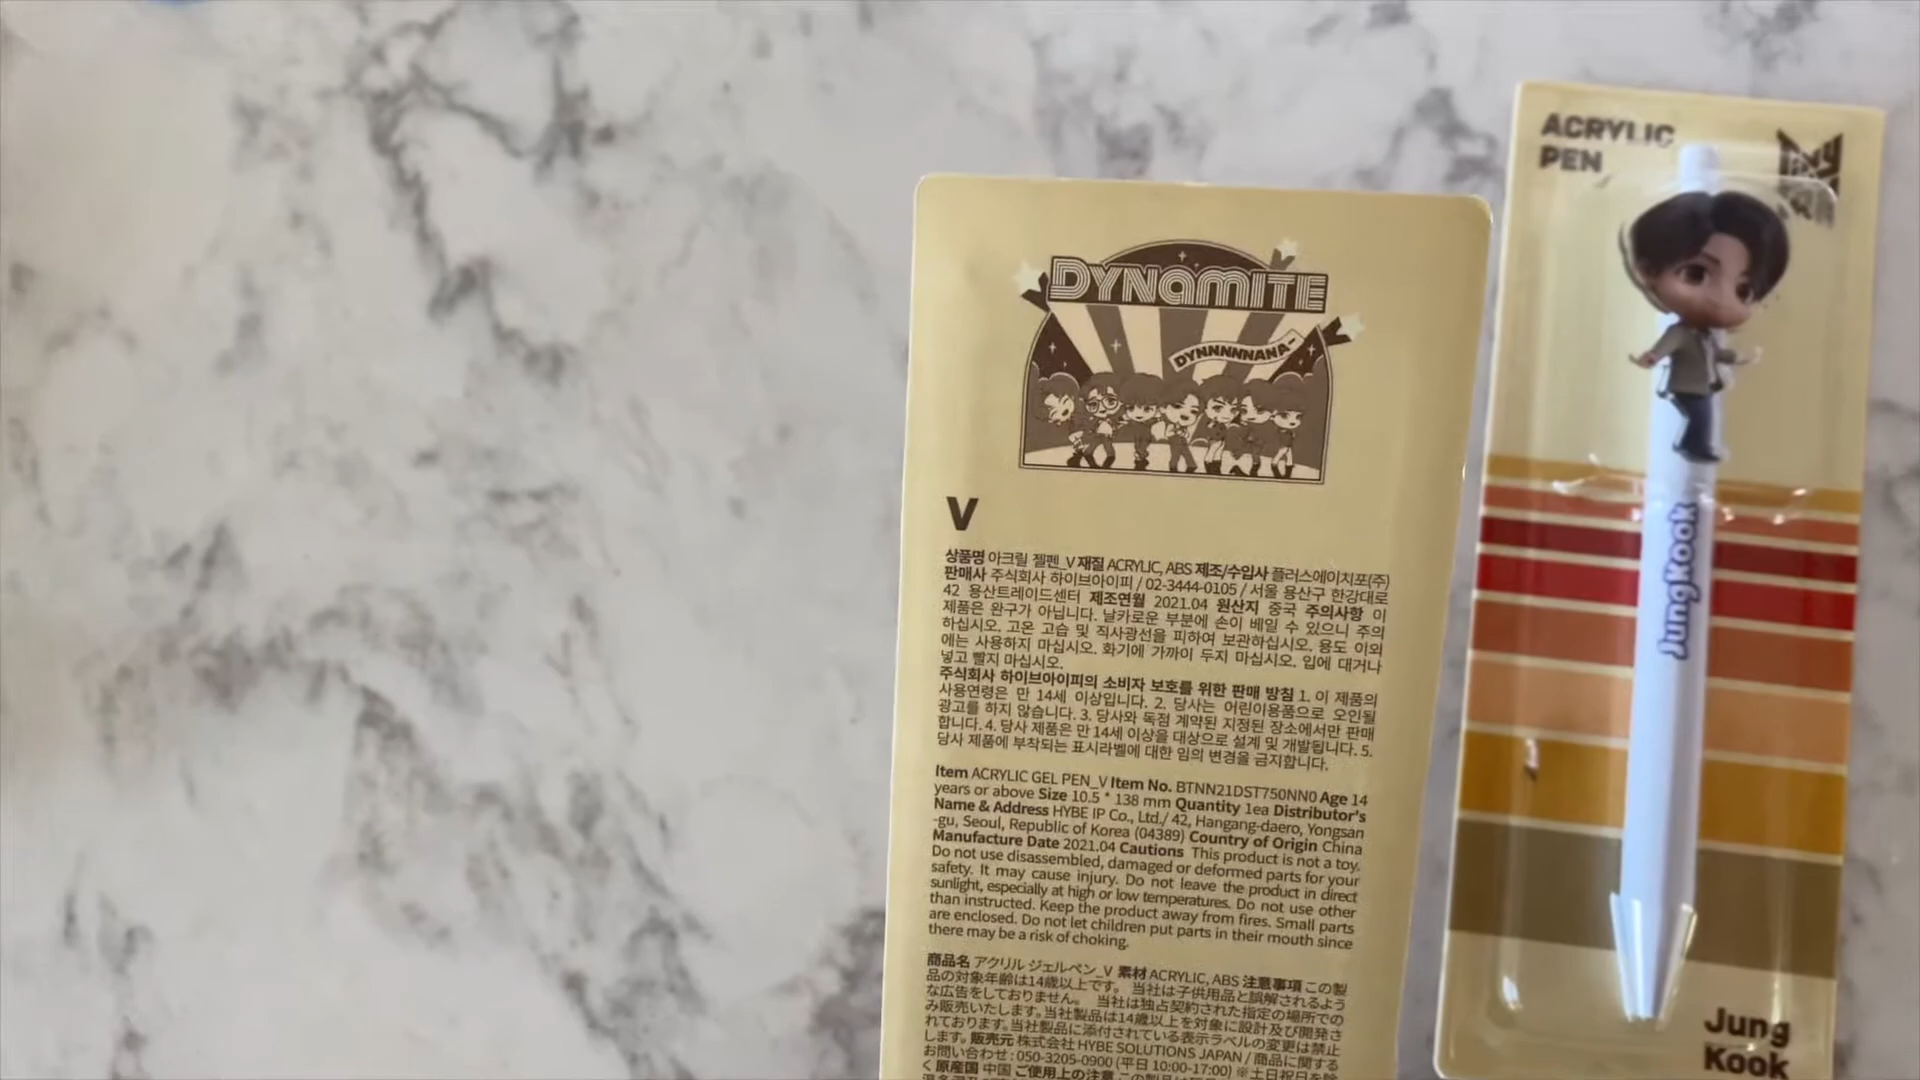 DYNAMITE
DYNNNNNANA~
V
상품명 아크릴 젤펜_V 재질 ACRYLIC, ABS 제조/수입사 플러스에이치포(주)
판매사 주식회사 하이브아이피 / 02-3444-0105 / 서울 용산구 한강대로
42 용산트레이드센터 제조연월 2021.04 원산지 중국 주의사항 이
제품은 완구가 아닙니다. 날카로운 부분에 손이 베일 수 있으니 주의
하십시오. 고온 고습 및 직사광선을 피하여 보관하십시오. 용도 이외
에는 사용하지 마십시오. 화기에 가까이 두지 마십시오. 입에 대거나
넣고 빨지 마십시오.
주식회사 하이브아이피의 소비자 보호를 위한 판매 방침 1. 이 제품의
사용연령은 만 14세 이상입니다. 2. 당사는 어린이용품으로 오인될
광고를 하지 않습니다. 3. 당사와 독점 계약된 지정된 장소에서만 판매
합니다. 4. 당사 제품은 만 14세 이상을 대상으로 설계 및 개발됩니다. 5.
당사 제품에 부착되는 표시라벨에 대한 임의 변경을 금지합니다.
Item ACRYLIC GEL PEN_V Item No. BTNN21DST750NN0 Age 14
years or above Size 10.5 * 138 mm Quantity 1ea Distributor's
Name & Address HYBE IP Co., Ltd./ 42, Hangang-daero, Yongsan
-gu, Seoul, Republic of Korea (04389) Country of Origin China
Manufacture Date 2021.04 Cautions This product is not a toy.
Do not use disassembled, damaged or deformed parts for your
safety. It may cause injury. Do not leave the product in direct
sunlight, especially at high or low temperatures. Do not use other
than instructed. Keep the product away from fires. Small parts
are enclosed. Do not let children put parts in their mouth since
there may be a risk of choking.
商品名 アクリル ジェルペン_V 素材 ACRYLIC, ABS 注意事項 この製
品の対象年齢は14歳以上です。 当社は子供用品と誤解されるよう
な広告をしておりません。 当社は独占契約された指定の場所での
み販売いたします。当社製品は14歳以上を対象に設計及び開発さ
れております。当社製品に添付されている表示ラベルの変更は禁止
します。 販売元 株式会社 HYBE SOLUTIONS JAPAN / 商品に関する
お問い合わせ : 050-3205-0900 (平日 10:00-17:00) ※土日祝日を除
く 原産国 中国 ご使用上の注意 この製品は
ACRYLIC
PEN
JungKook
Jung
Kook